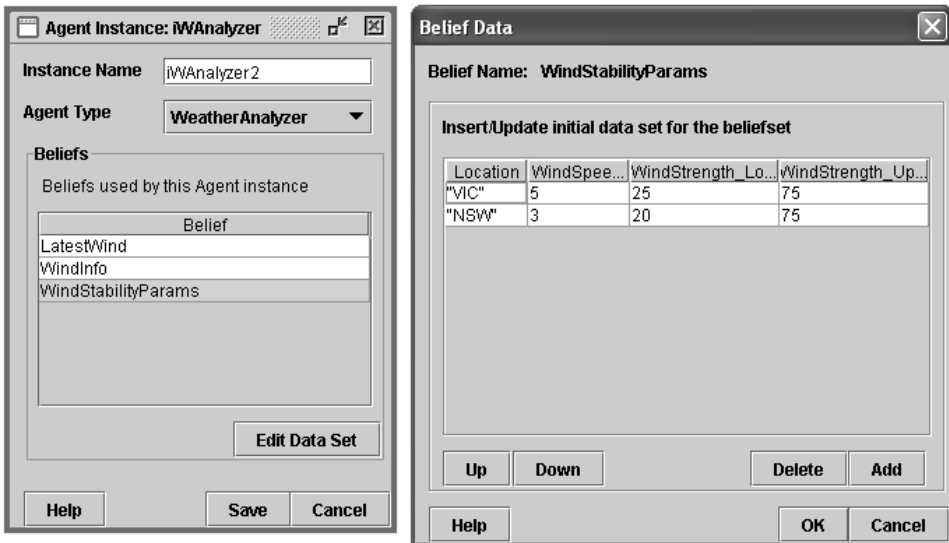 Agent Instance: iWAnalyzer
Instance Name iWAnalyzer2
Agent Type WeatherAnalyzer
Beliefs
Beliefs used by this Agent instance
Belief
LatestWind
WindInfo
WindStabilityParams
Edit Data Set
Help Save Cancel
Belief Data
Belief Name: WindStabilityParams
Insert/Update initial data set for the beliefset
Location WindSpee... WindStrength_Lo... WindStrength_Up...
"VIC" 5 25 75
"NSW" 3 20 75
Up Down Delete Add
Help OK Cancel